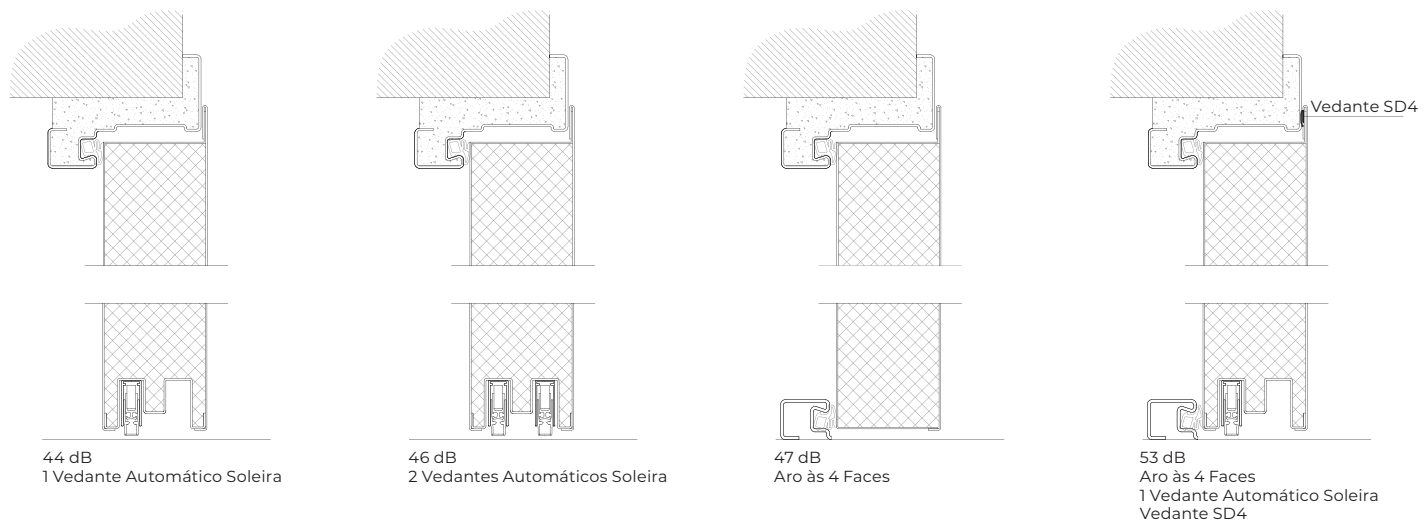 Vedante SD4
44 dB
1 Vedante Automático Soleira
46 dB
2 Vedantes Automáticos Soleira
47 dB
Aro às 4 Faces
53 dB
Aro às 4 Faces
1 Vedante Automático Soleira
Vedante SD4